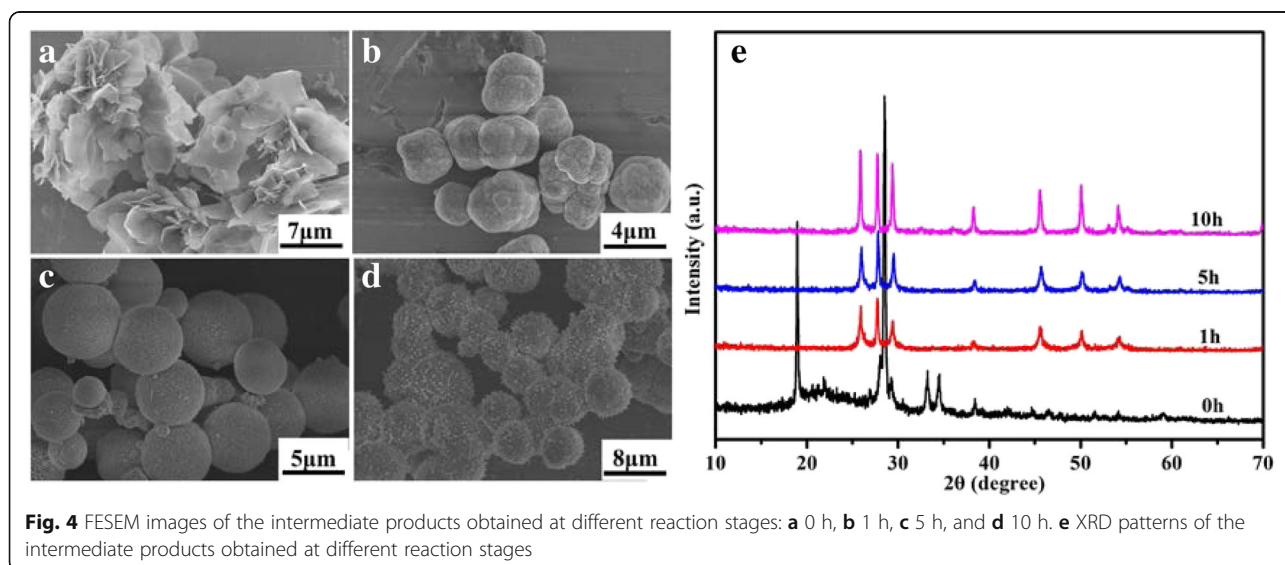 a
b
7μm
4μm
c
d
5μm
8μm
e
10h
5h
1h
0h
Intensity (a.u.)
10 20 30 40 50 60 70
2θ (degree)
Fig. 4 FESEM images of the intermediate products obtained at different reaction stages: a 0 h, b 1 h, c 5 h, and d 10 h. e XRD patterns of the
intermediate products obtained at different reaction stages